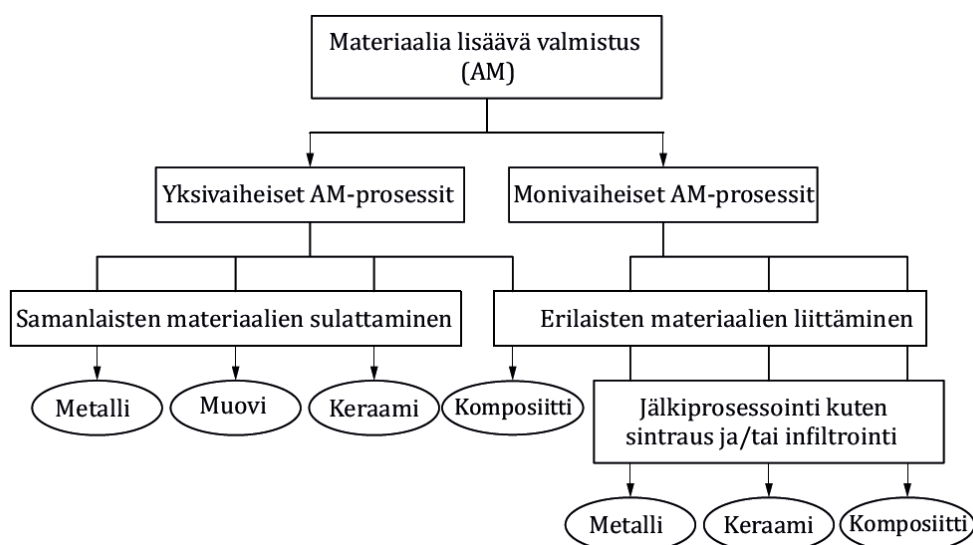 Materiaalia lisäävä valmistus
(AM)
Yksivaiheiset AM-prosessit
Monivaiheiset AM-prosessit
Samanlaisten materiaalien sulattaminen
Erilaisten materiaalien liittäminen
Metalli
Muovi
Keraami
Komposiitti
Jälkiprosessointi kuten
sintraus ja/tai infiltrointi
Metalli
Keraami
Komposiitti